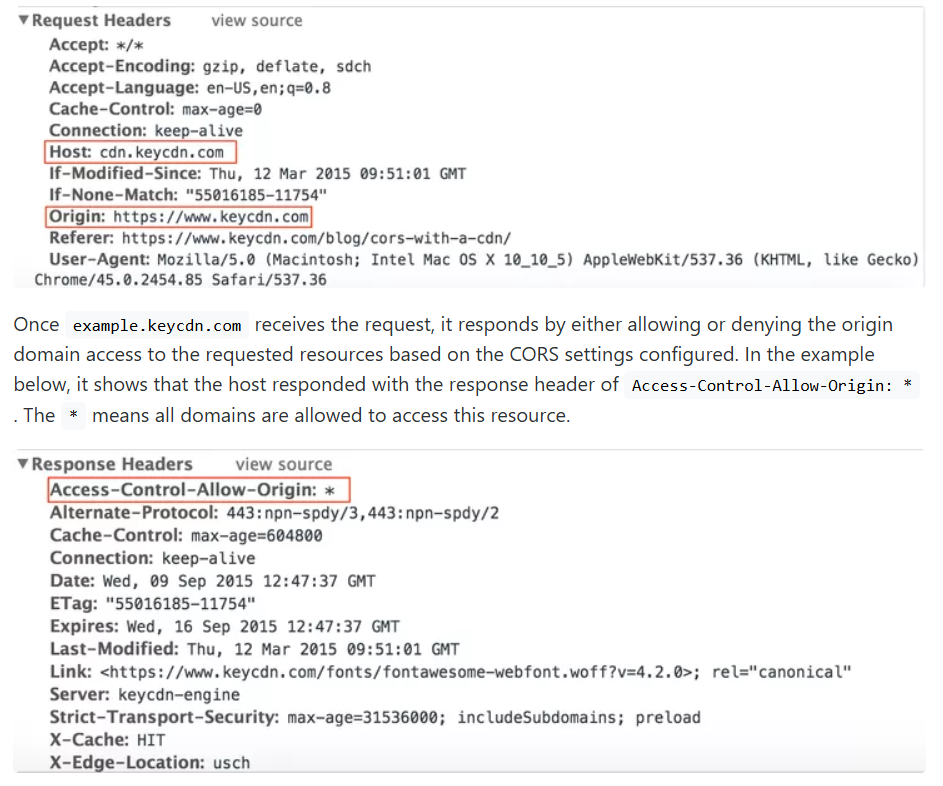 ▼Request Headers view source
Accept: */*
Accept-Encoding: gzip, deflate, sdch
Accept-Language: en-US,en;q=0.8
Cache-Control: max-age=0
Connection: keep-alive
Host: cdn.keycdn.com
If-Modified-Since: Thu, 12 Mar 2015 09:51:01 GMT
If-None-Match: "55016185-11754"
Origin: https://www.keycdn.com
Referer: https://www.keycdn.com/blog/cors-with-a-cdn/
User-Agent: Mozilla/5.0 (Macintosh; Intel Mac OS X 10_10_5) AppleWebKit/537.36 (KHTML, like Gecko)
Chrome/45.0.2454.85 Safari/537.36
Once example.keycdn.com receives the request, it responds by either allowing or denying the origin
domain access to the requested resources based on the CORS settings configured. In the example
below, it shows that the host responded with the response header of Access-Control-Allow-Origin: *
. The * means all domains are allowed to access this resource.
▼Response Headers view source
Access-Control-Allow-Origin: *
Alternate-Protocol: 443:npn-spdy/3,443:npn-spdy/2
Cache-Control: max-age=604800
Connection: keep-alive
Date: Wed, 09 Sep 2015 12:47:37 GMT
ETag: "55016185-11754"
Expires: Wed, 16 Sep 2015 12:47:37 GMT
Last-Modified: Thu, 12 Mar 2015 09:51:01 GMT
Link: <https://www.keycdn.com/fonts/fontawesome-webfont.woff?v=4.2.0>; rel="canonical"
Server: keycdn-engine
Strict-Transport-Security: max-age=31536000; includeSubdomains; preload
X-Cache: HIT
X-Edge-Location: usch